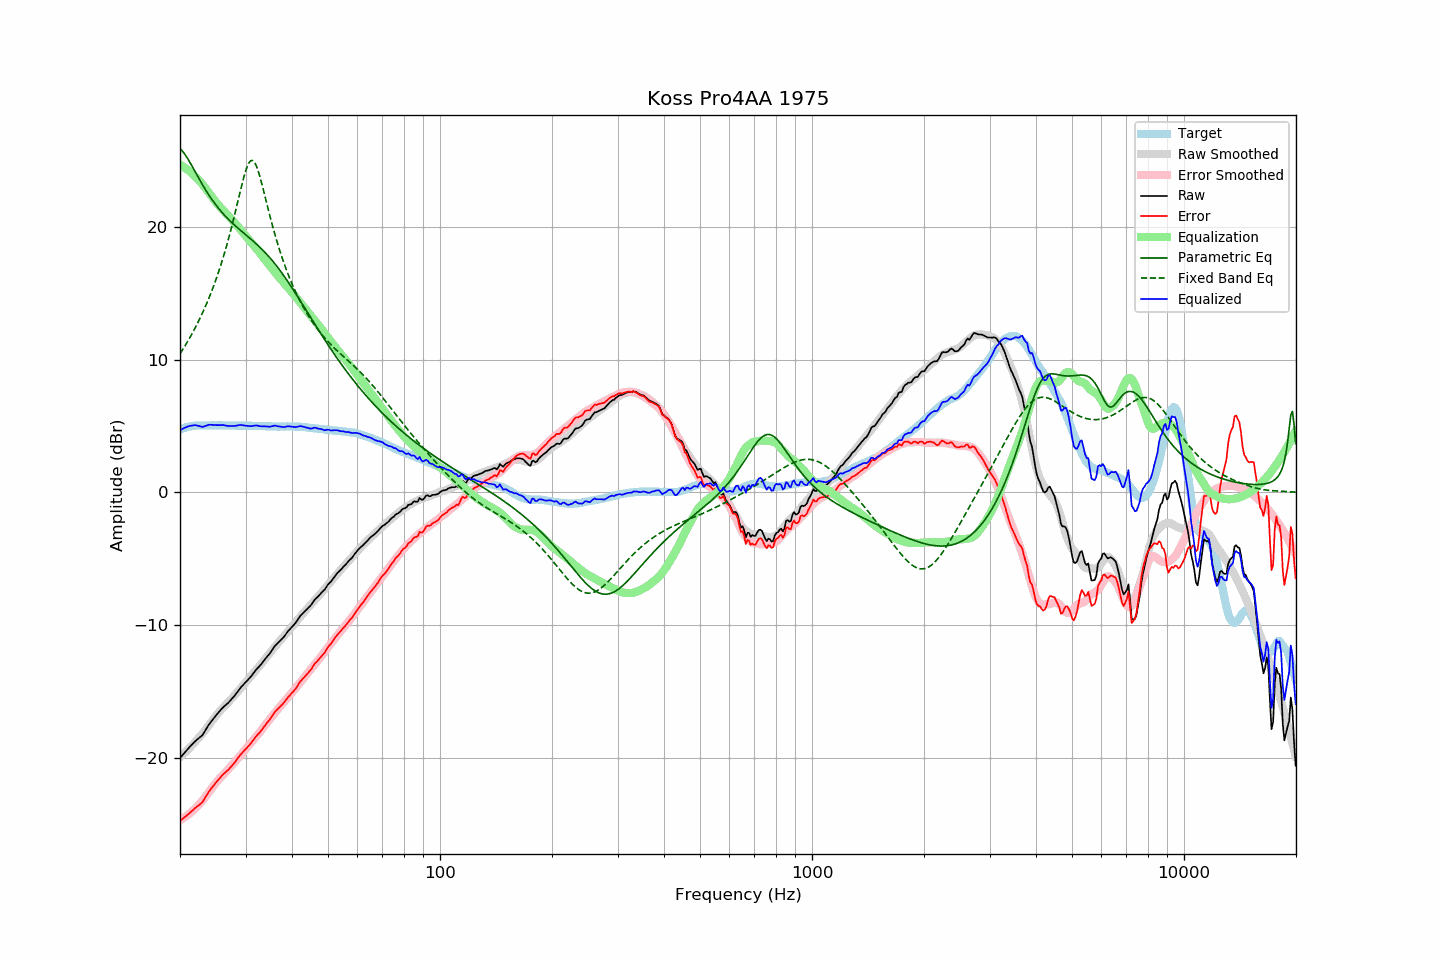 Koss Pro4AA 1975
Target
Raw Smoothed
Error Smoothed
Raw
Error
Equalization
Parametric Eq
Fixed Band Eq
Equalized
Amplitude (dBr)
20
10
0
−10
−20
100
1000
10000
Frequency (Hz)